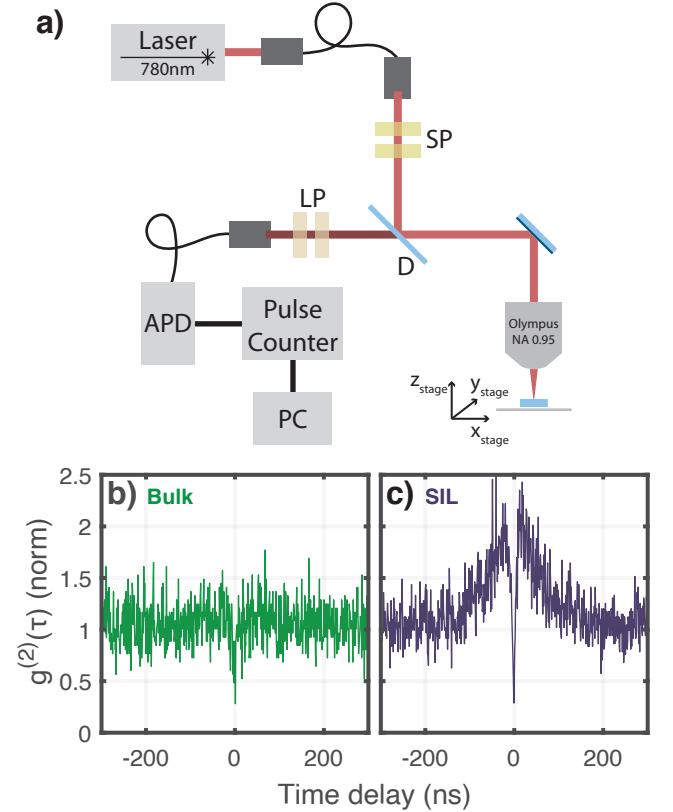 a)
Laser
780nm
SP
LP
D
APD
Pulse
Counter
PC
Olympus
NA 0.95
z_stage
y_stage
x_stage
b) Bulk
c) SIL
2.5
2
1.5
1
0.5
0
g^(2)(τ) (norm)
-200 0 200
-200 0 200
Time delay (ns)